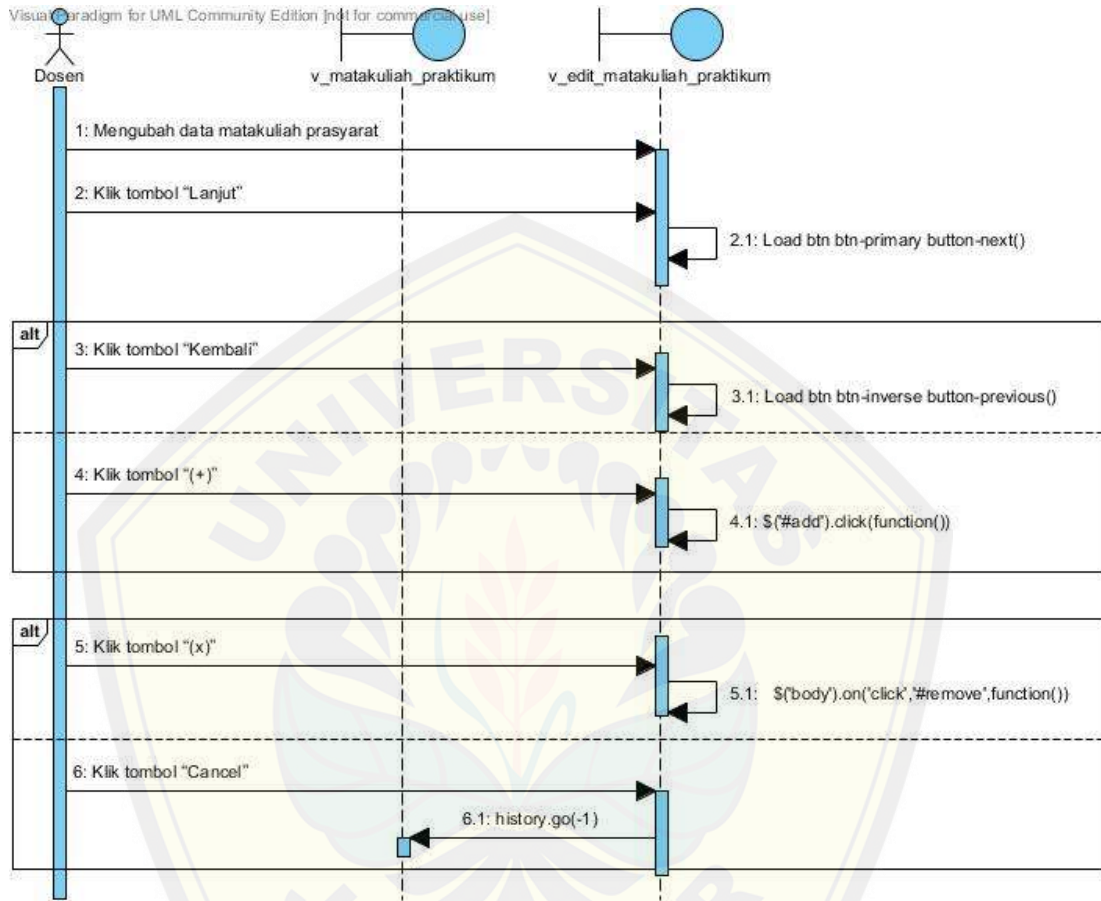 Visual Paradigm for UML Community Edition [not for commercial use]
Dosen
v_matakuliah_praktikum
v_edit_matakuliah_praktikum
1: Mengubah data matakuliah prasyarat
2: Klik tombol “Lanjut”
2.1: Load btn btn-primary button-next()
alt
3: Klik tombol “Kembali”
3.1: Load btn btn-inverse button-previous()
4: Klik tombol “(+)”
4.1: $("#add").click(function())
alt
5: Klik tombol “(x)”
5.1: $('body').on('click','#remove',function())
6: Klik tombol “Cancel”
6.1: history.go(-1)
UNIVERSITAS